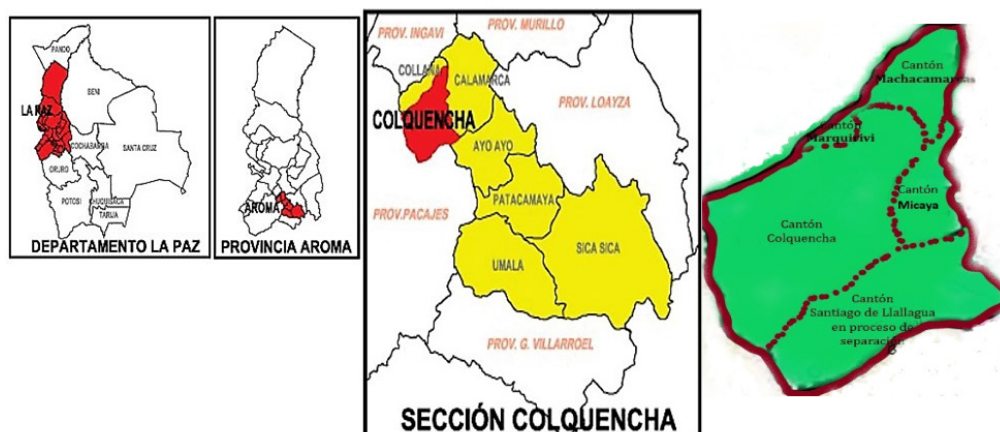 PANDO
LA PAZ
BENI
COCHABAMBA
SANTA CRUZ
ORURO
POTOSI
CHUQUISACA
TARIJA
DEPARTAMENTO LA PAZ
AROMA
PROVINCIA AROMA
PROV. INGAVI
PROV. MURILLO
COLLANA
CALAMARCA
COLQUENCHA
PROV. LOAYZA
AYO AYO
PATACAMAYA
PROV.PACAJES
SICA SICA
UMALA
PROV. G. VILLARROEL
SECCIÓN COLQUENCHA
Cantón
Machacamarca
Cantón
Marquirivi
Cantón
Micaya
Cantón
Colquencha
Cantón
Santiago de Llallagua
en proceso de
separación